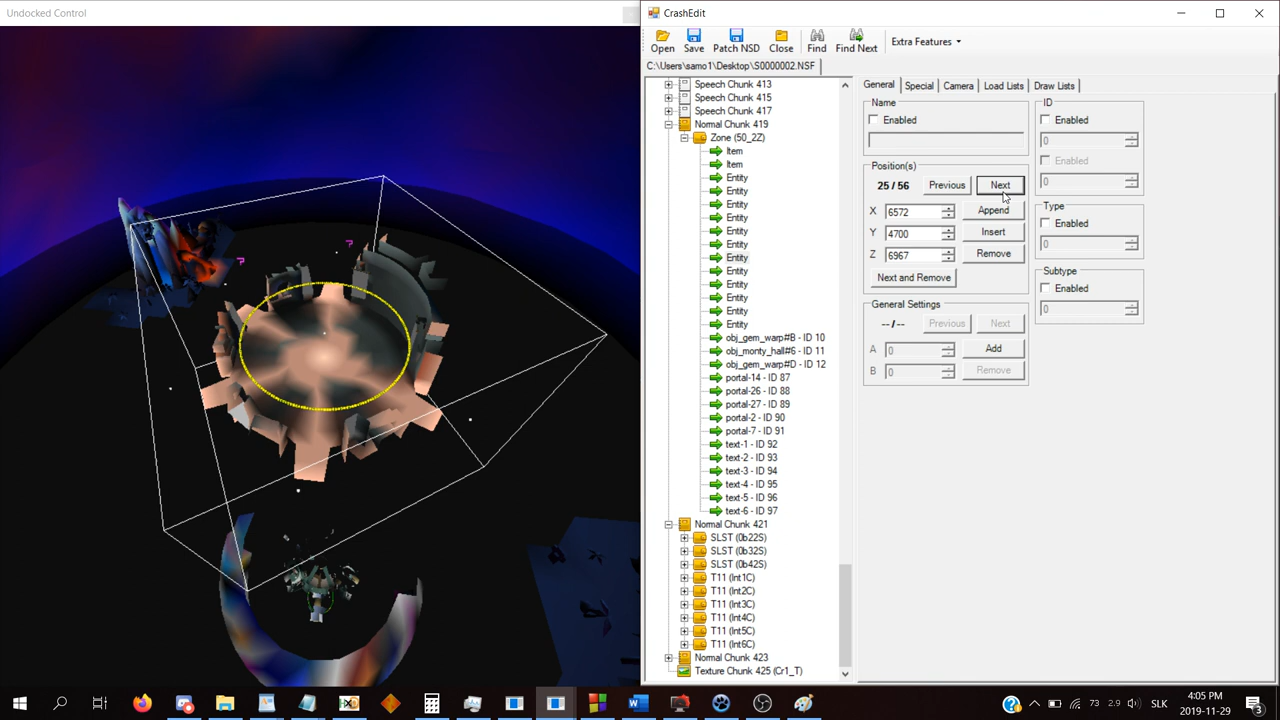 Undocked Control
CrashEdit
Open Save Patch NSD Close Find Find Next Extra Features
C:\Users\samo1\Desktop\S0000002.NSF
Speech Chunk 413
Speech Chunk 415
Speech Chunk 417
Normal Chunk 419
Zone (50_2Z)
Item
Item
Entity
Entity
Entity
Entity
Entity
Entity
Entity
Entity
Entity
Entity
Entity
Entity
obj_gem_warp#B - ID 10
obj_monty_hall#6 - ID 11
obj_gem_warp#D - ID 12
portal-14 - ID 87
portal-26 - ID 88
portal-27 - ID 89
portal-2 - ID 90
portal-7 - ID 91
text-1 - ID 92
text-2 - ID 93
text-3 - ID 94
text-4 - ID 95
text-5 - ID 96
text-6 - ID 97
Normal Chunk 421
SLST (0b22S)
SLST (0b32S)
SLST (0b42S)
T11 (Int1C)
T11 (Int2C)
T11 (Int3C)
T11 (Int4C)
T11 (Int5C)
T11 (Int6C)
Normal Chunk 423
Texture Chunk 425 (Cr1_T)
General Special Camera Load Lists Draw Lists
Name
Enabled
Position(s)
25 / 56 Previous Next
X 6572 Append
Y 4700 Insert
Z 6967 Remove
Next and Remove
General Settings
-- / -- Previous Next
A 0 Add
B 0 Remove
ID
Enabled
0
Enabled
0
Type
Enabled
0
Subtype
Enabled
0
73 2.9 SLK
4:05 PM
2019-11-29
3